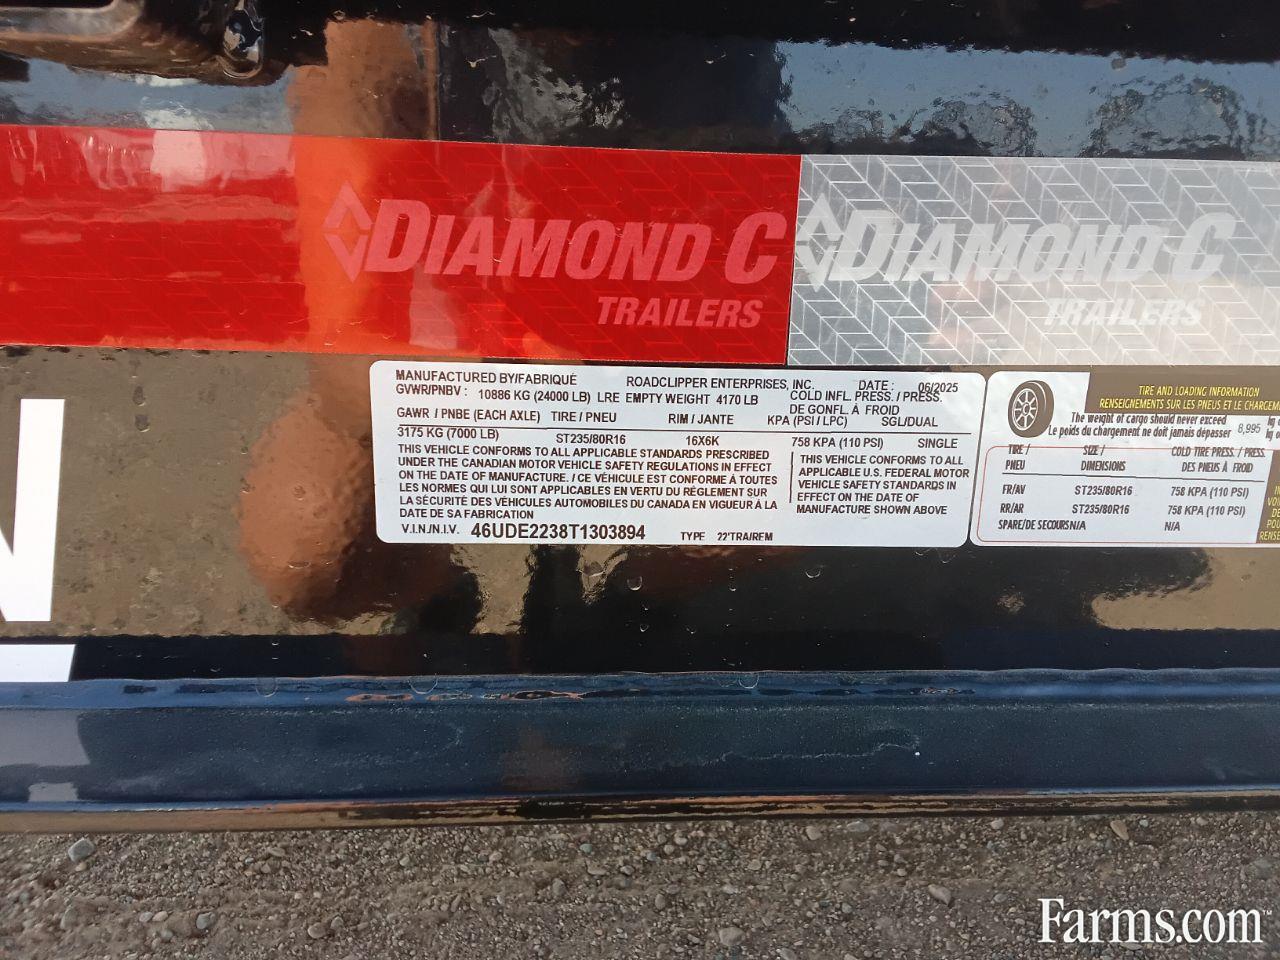 DIAMOND C
TRAILERS
DIAMOND C
TRAILERS
MANUFACTURED BY/FABRIQUÉ ROADCLIPPER ENTERPRISES, INC. DATE : 06/2025
GVWR/PNBV : 10886 KG (24000 LB) LRE EMPTY WEIGHT 4170 LB COLD INFL. PRESS. / PRESS.
DE GONFL. À FROID
GAWR / PNBE (EACH AXLE) TIRE / PNEU RIM / JANTE KPA (PSI / LPC) SGL/DUAL
3175 KG (7000 LB) ST235/80R16 16X6K 758 KPA (110 PSI) SINGLE
THIS VEHICLE CONFORMS TO ALL APPLICABLE STANDARDS PRESCRIBED
UNDER THE CANADIAN MOTOR VEHICLE SAFETY REGULATIONS IN EFFECT
ON THE DATE OF MANUFACTURE. / CE VÉHICULE EST CONFORME À TOUTES
LES NORMES QUI LUI SONT APPLICABLES EN VERTU DU RÈGLEMENT SUR
LA SÉCURITÉ DES VÉHICULES AUTOMOBILES DU CANADA EN VIGUEUR À LA
DATE DE SA FABRICATION
THIS VEHICLE CONFORMS TO ALL
APPLICABLE U.S. FEDERAL MOTOR
VEHICLE SAFETY STANDARDS IN
EFFECT ON THE DATE OF
MANUFACTURE SHOWN ABOVE
V.I.N./N.I.V. 46UDE2238T1303894 TYPE 22'TRA/REM
TIRE AND LOADING INFORMATION
RENSEIGNEMENTS SUR LES PNEUS ET LE CHARGEM
The weight of cargo should never exceed
Le poids du chargement ne doit jamais dépasser 8,995 kg o
TIRE / SIZE / COLD TIRE PRESS. / PRESS.
PNEU DIMENSIONS DES PNEUS À FROID
FR/AV ST235/80R16 758 KPA (110 PSI)
RR/AR ST235/80R16 758 KPA (110 PSI)
SPARE/DE SECOURS N/A N/A
Farms.com™